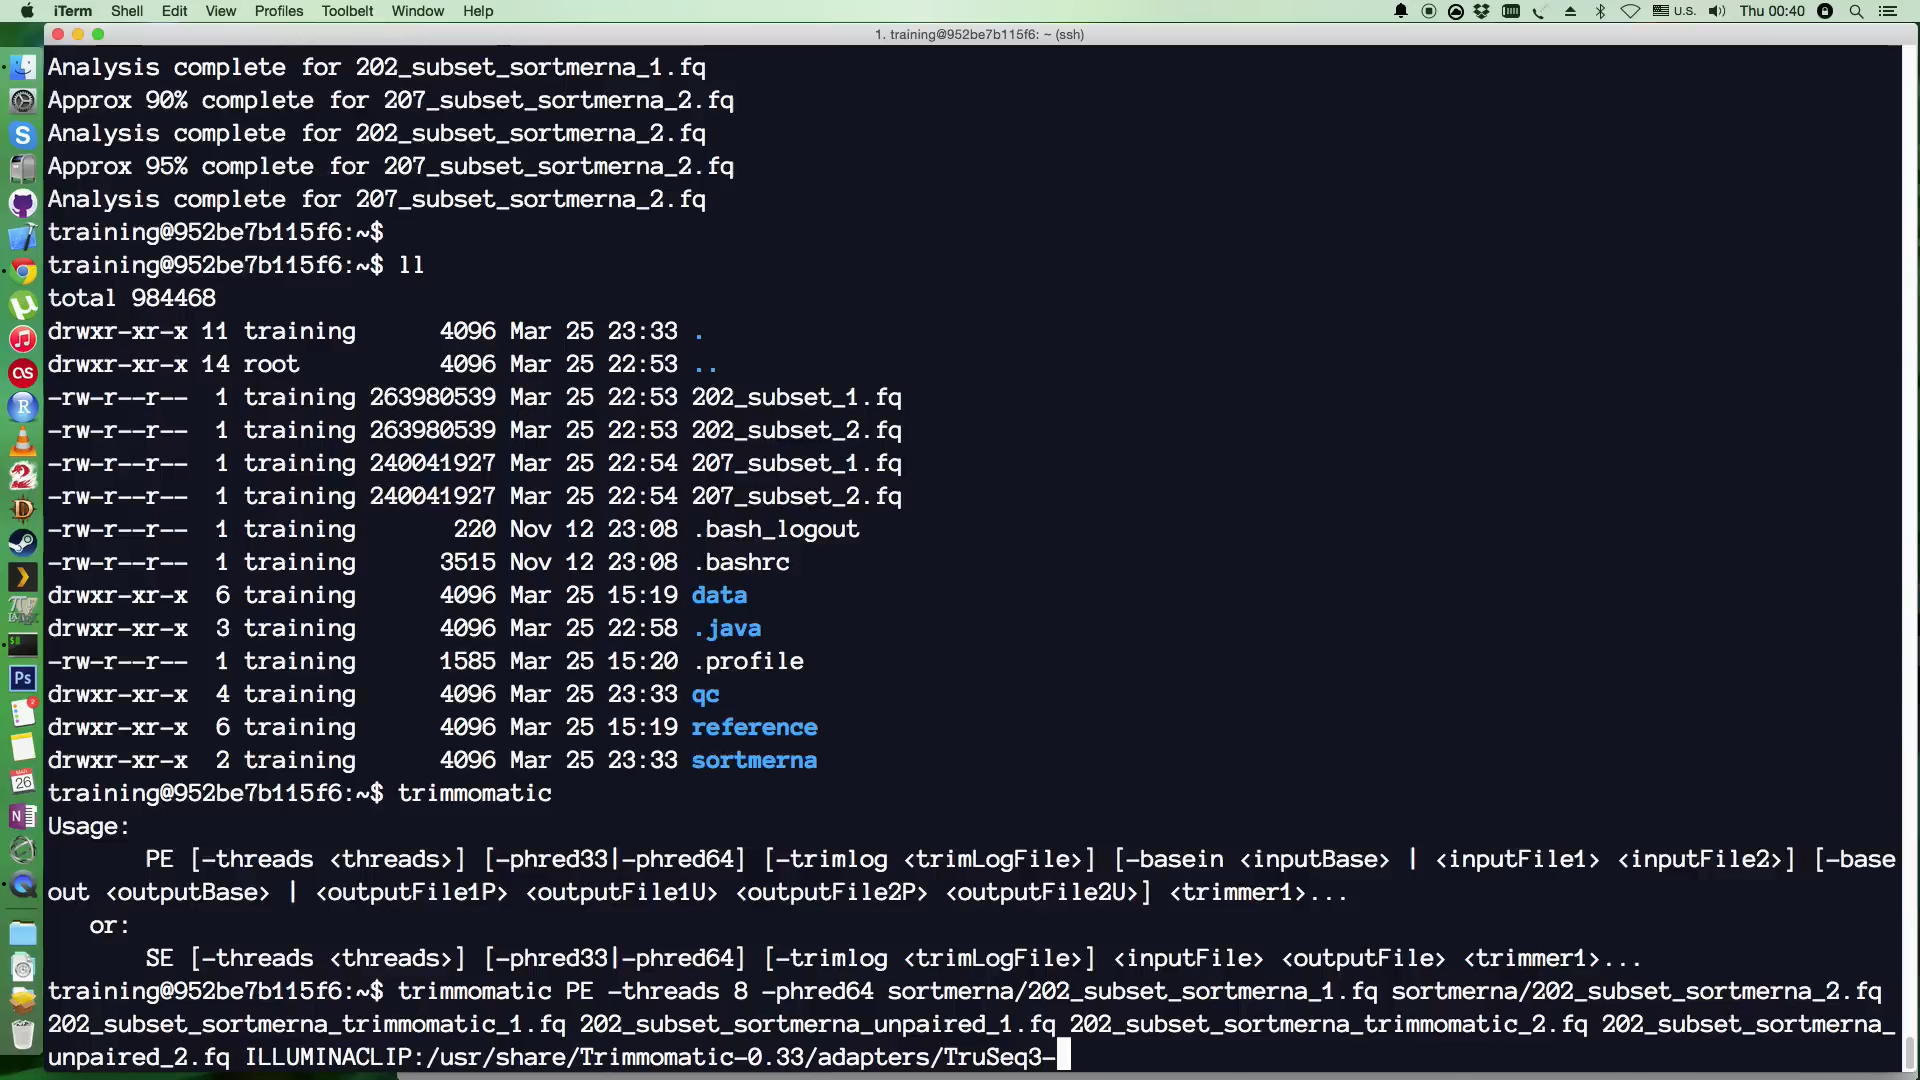 iTerm Shell Edit View Profiles Toolbelt Window Help U.S. Thu 00:40
1. training@952be7b115f6: ~ (ssh)
Analysis complete for 202_subset_sortmerna_1.fq
Approx 90% complete for 207_subset_sortmerna_2.fq
Analysis complete for 202_subset_sortmerna_2.fq
Approx 95% complete for 207_subset_sortmerna_2.fq
Analysis complete for 207_subset_sortmerna_2.fq
training@952be7b115f6:~$
training@952be7b115f6:~$ ll
total 984468
drwxr-xr-x 11 training 4096 Mar 25 23:33 .
drwxr-xr-x 14 root 4096 Mar 25 22:53 ..
-rw-r--r-- 1 training 263980539 Mar 25 22:53 202_subset_1.fq
-rw-r--r-- 1 training 263980539 Mar 25 22:53 202_subset_2.fq
-rw-r--r-- 1 training 240041927 Mar 25 22:54 207_subset_1.fq
-rw-r--r-- 1 training 240041927 Mar 25 22:54 207_subset_2.fq
-rw-r--r-- 1 training 220 Nov 12 23:08 .bash_logout
-rw-r--r-- 1 training 3515 Nov 12 23:08 .bashrc
drwxr-xr-x 6 training 4096 Mar 25 15:19 data
drwxr-xr-x 3 training 4096 Mar 25 22:58 .java
-rw-r--r-- 1 training 1585 Mar 25 15:20 .profile
drwxr-xr-x 4 training 4096 Mar 25 23:33 qc
drwxr-xr-x 6 training 4096 Mar 25 15:19 reference
drwxr-xr-x 2 training 4096 Mar 25 23:33 sortmerna
training@952be7b115f6:~$ trimmomatic
Usage:
PE [-threads <threads>] [-phred33|-phred64] [-trimlog <trimLogFile>] [-basein <inputBase> | <inputFile1> <inputFile2>] [-base
out <outputBase> | <outputFile1P> <outputFile1U> <outputFile2P> <outputFile2U>] <trimmer1>...
or:
SE [-threads <threads>] [-phred33|-phred64] [-trimlog <trimLogFile>] <inputFile> <outputFile> <trimmer1>...
training@952be7b115f6:~$ trimmomatic PE -threads 8 -phred64 sortmerna/202_subset_sortmerna_1.fq sortmerna/202_subset_sortmerna_2.fq
202_subset_sortmerna_trimmomatic_1.fq 202_subset_sortmerna_unpaired_1.fq 202_subset_sortmerna_trimmomatic_2.fq 202_subset_sortmerna_
unpaired_2.fq ILLUMINACLIP:/usr/share/Trimmomatic-0.33/adapters/TruSeq3-